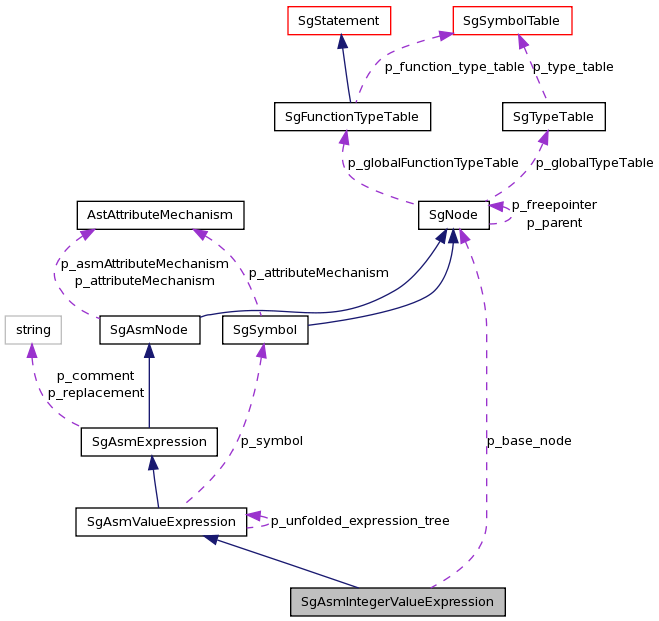 SgStatement
SgSymbolTable
p_function_type_table
p_type_table
SgFunctionTypeTable
SgTypeTable
p_globalFunctionTypeTable
p_globalTypeTable
AstAttributeMechanism
SgNode
p_freepointer
p_parent
p_asmAttributeMechanism
p_attributeMechanism
p_attributeMechanism
string
SgAsmNode
SgSymbol
p_comment
p_replacement
SgAsmExpression
p_symbol
p_base_node
SgAsmValueExpression
p_unfolded_expression_tree
SgAsmIntegerValueExpression